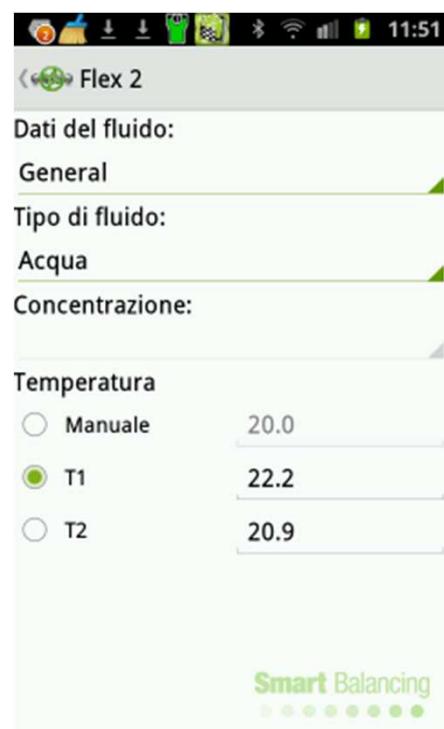 11:51
Flex 2
Dati del fluido:
General
Tipo di fluido:
Acqua
Concentrazione:
Temperatura
Manuale 20.0
T1 22.2
T2 20.9
Smart Balancing